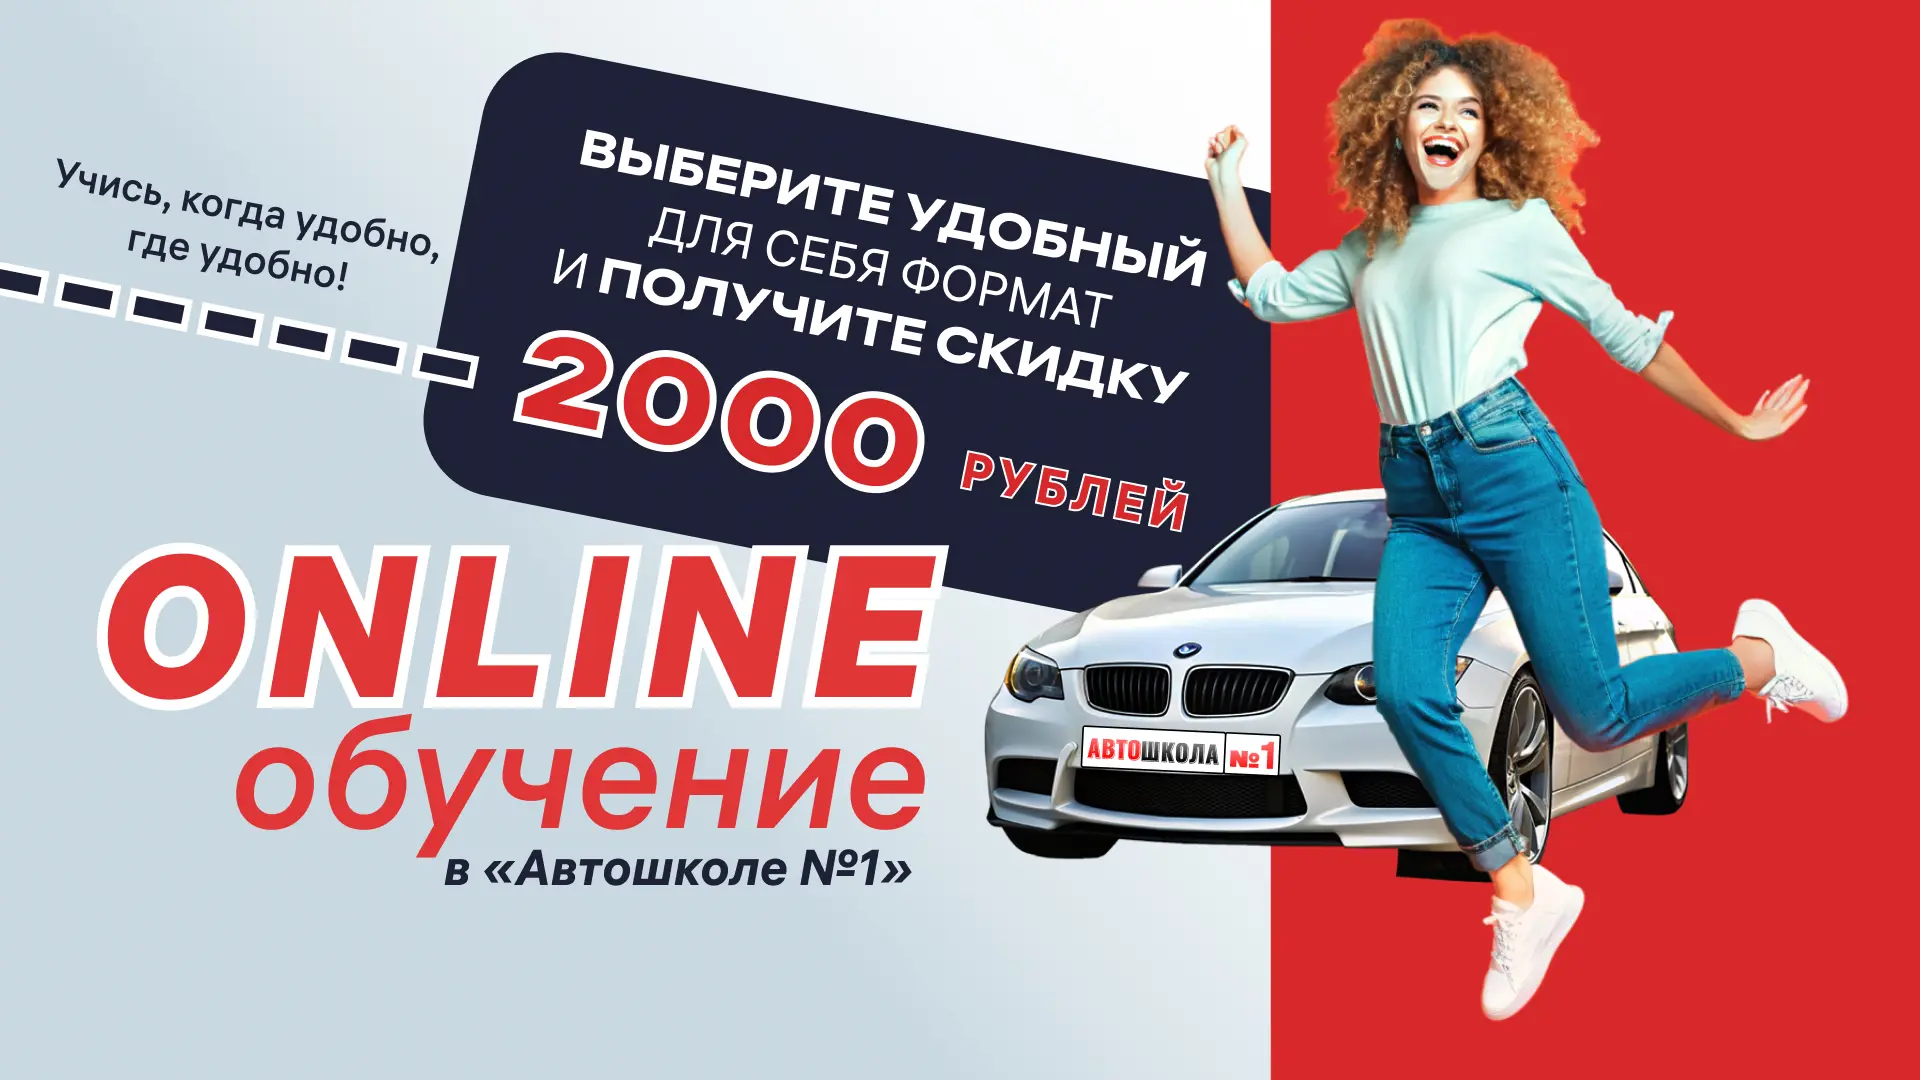 Учись, когда удобно,
где удобно!
ВЫБЕРИТЕ УДОБНЫЙ
ДЛЯ СЕБЯ ФОРМАТ
И ПОЛУЧИТЕ СКИДКУ
2000 РУБЛЕЙ
ONLINE
обучение
в «Автошколе №1»
АВТОШКОЛА №1